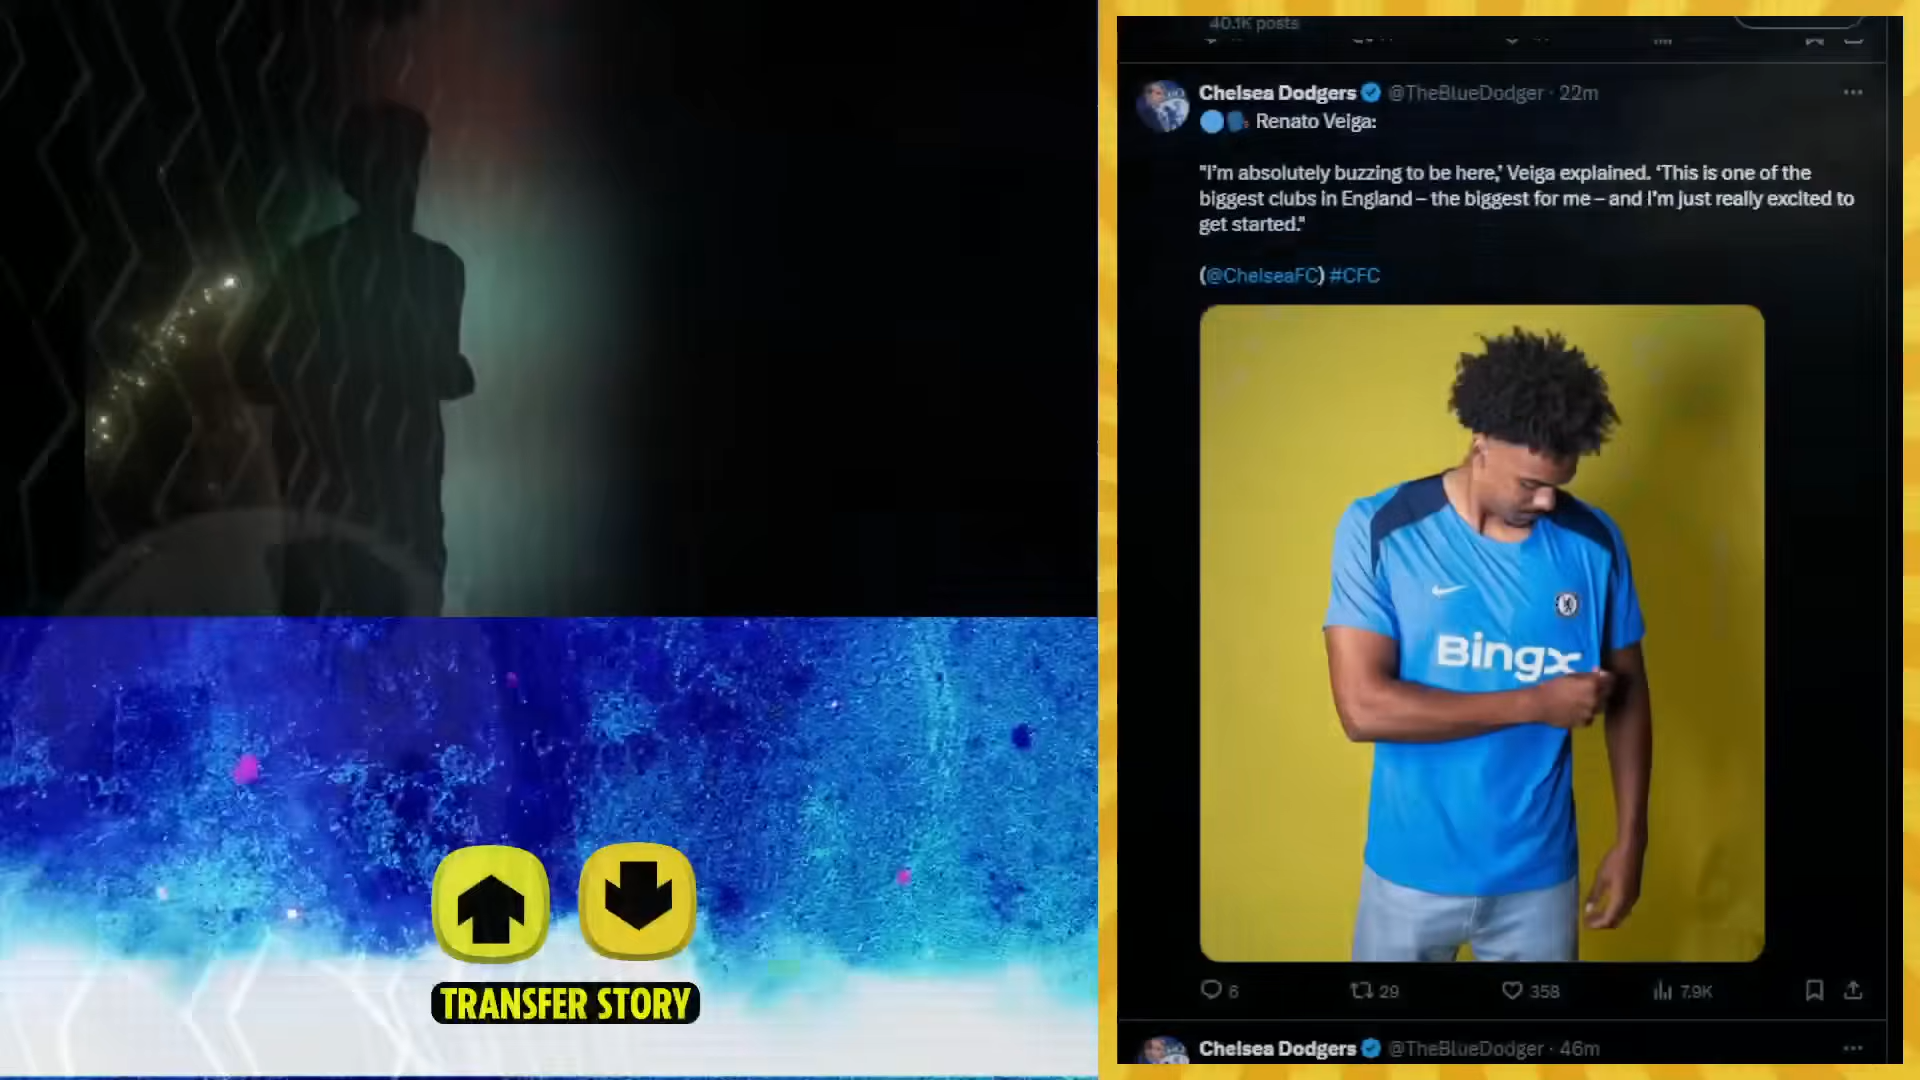 40.1K posts
Chelsea Dodgers @TheBlueDodger · 22m
Renato Veiga:
"I'm absolutely buzzing to be here,' Veiga explained. 'This is one of the
biggest clubs in England – the biggest for me – and I'm just really excited to
get started."
(@ChelseaFC) #CFC
BingX
6 29 358 7.9K
TRANSFER STORY
Chelsea Dodgers @TheBlueDodger · 46m